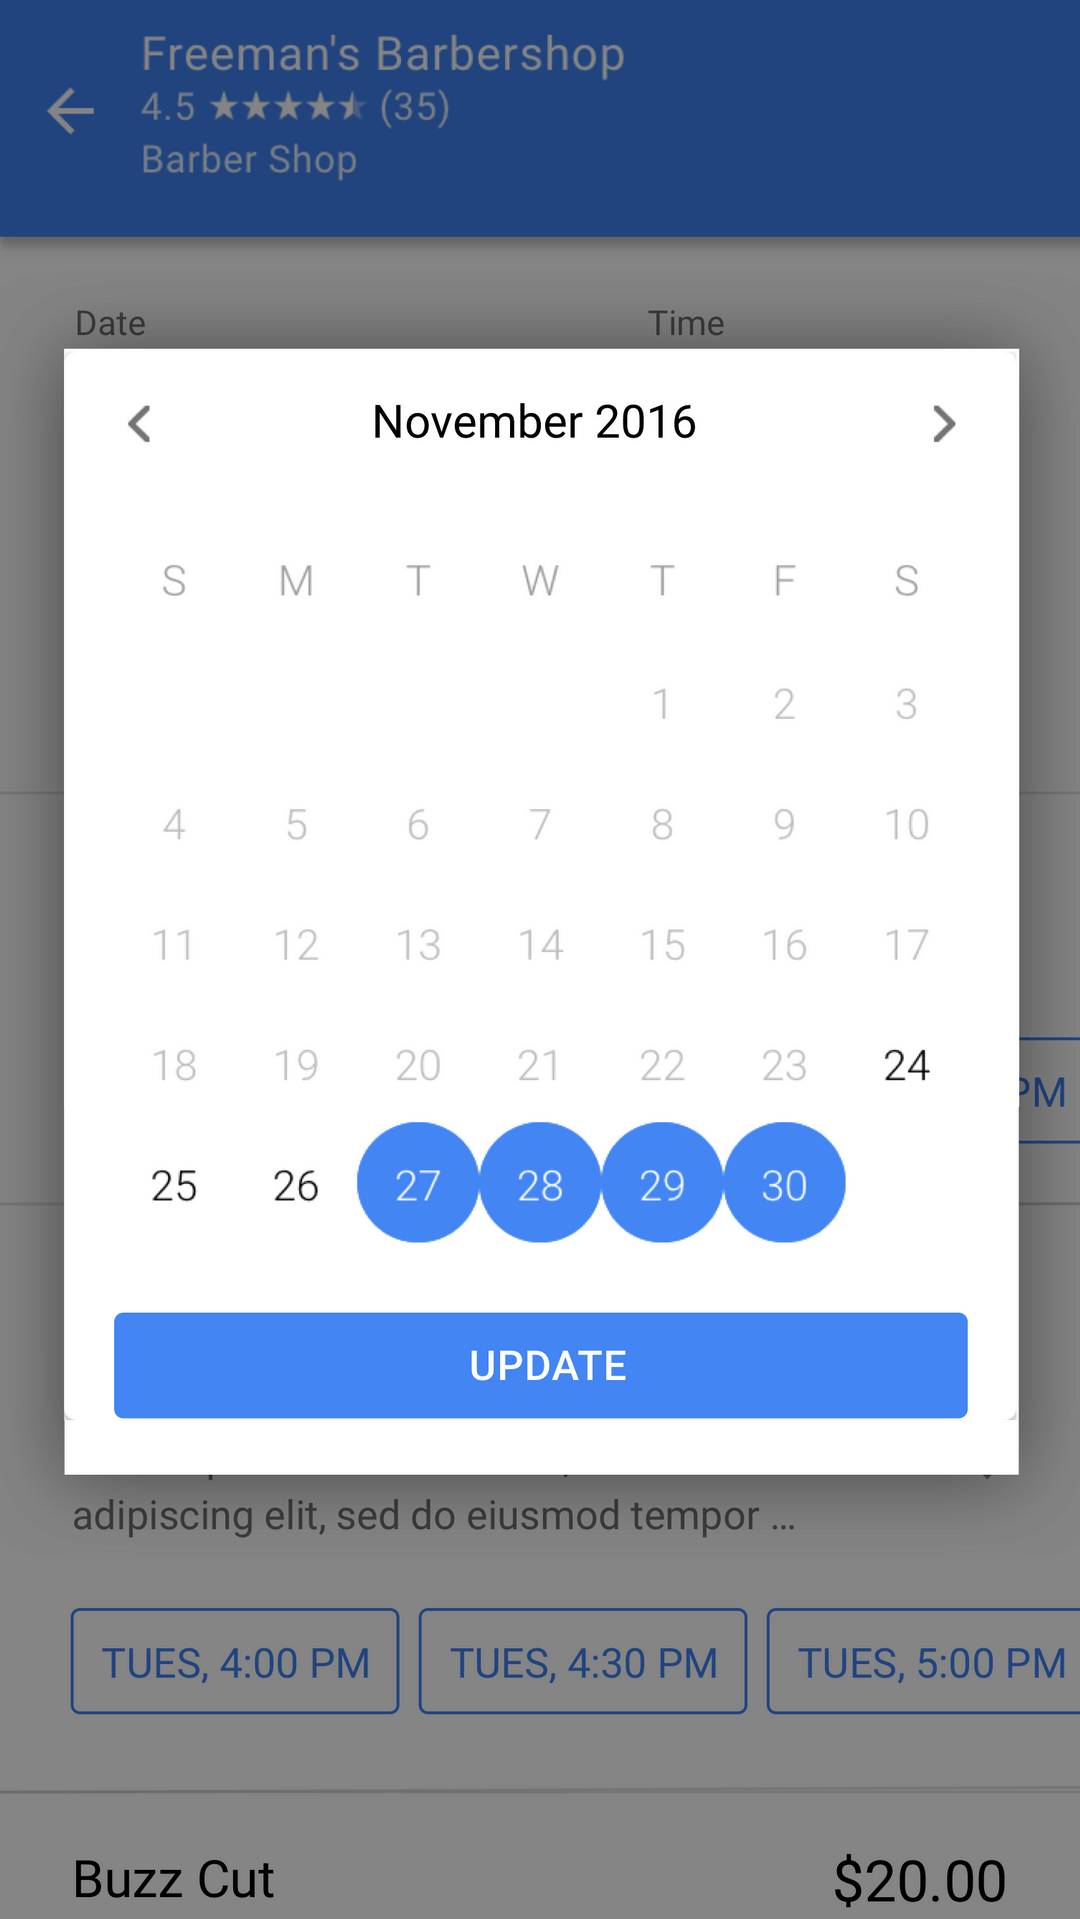 Freeman's Barbershop
4.5 ★★★★★ (35)
Barber Shop
Date Time
November 2016
S M T W T F S
1 2 3
4 5 6 7 8 9 10
11 12 13 14 15 16 17
18 19 20 21 22 23 24
25 26 27 28 29 30
PM
UPDATE
adipiscing elit, sed do eiusmod tempor ...
TUES, 4:00 PM TUES, 4:30 PM TUES, 5:00 PM
Buzz Cut $20.00